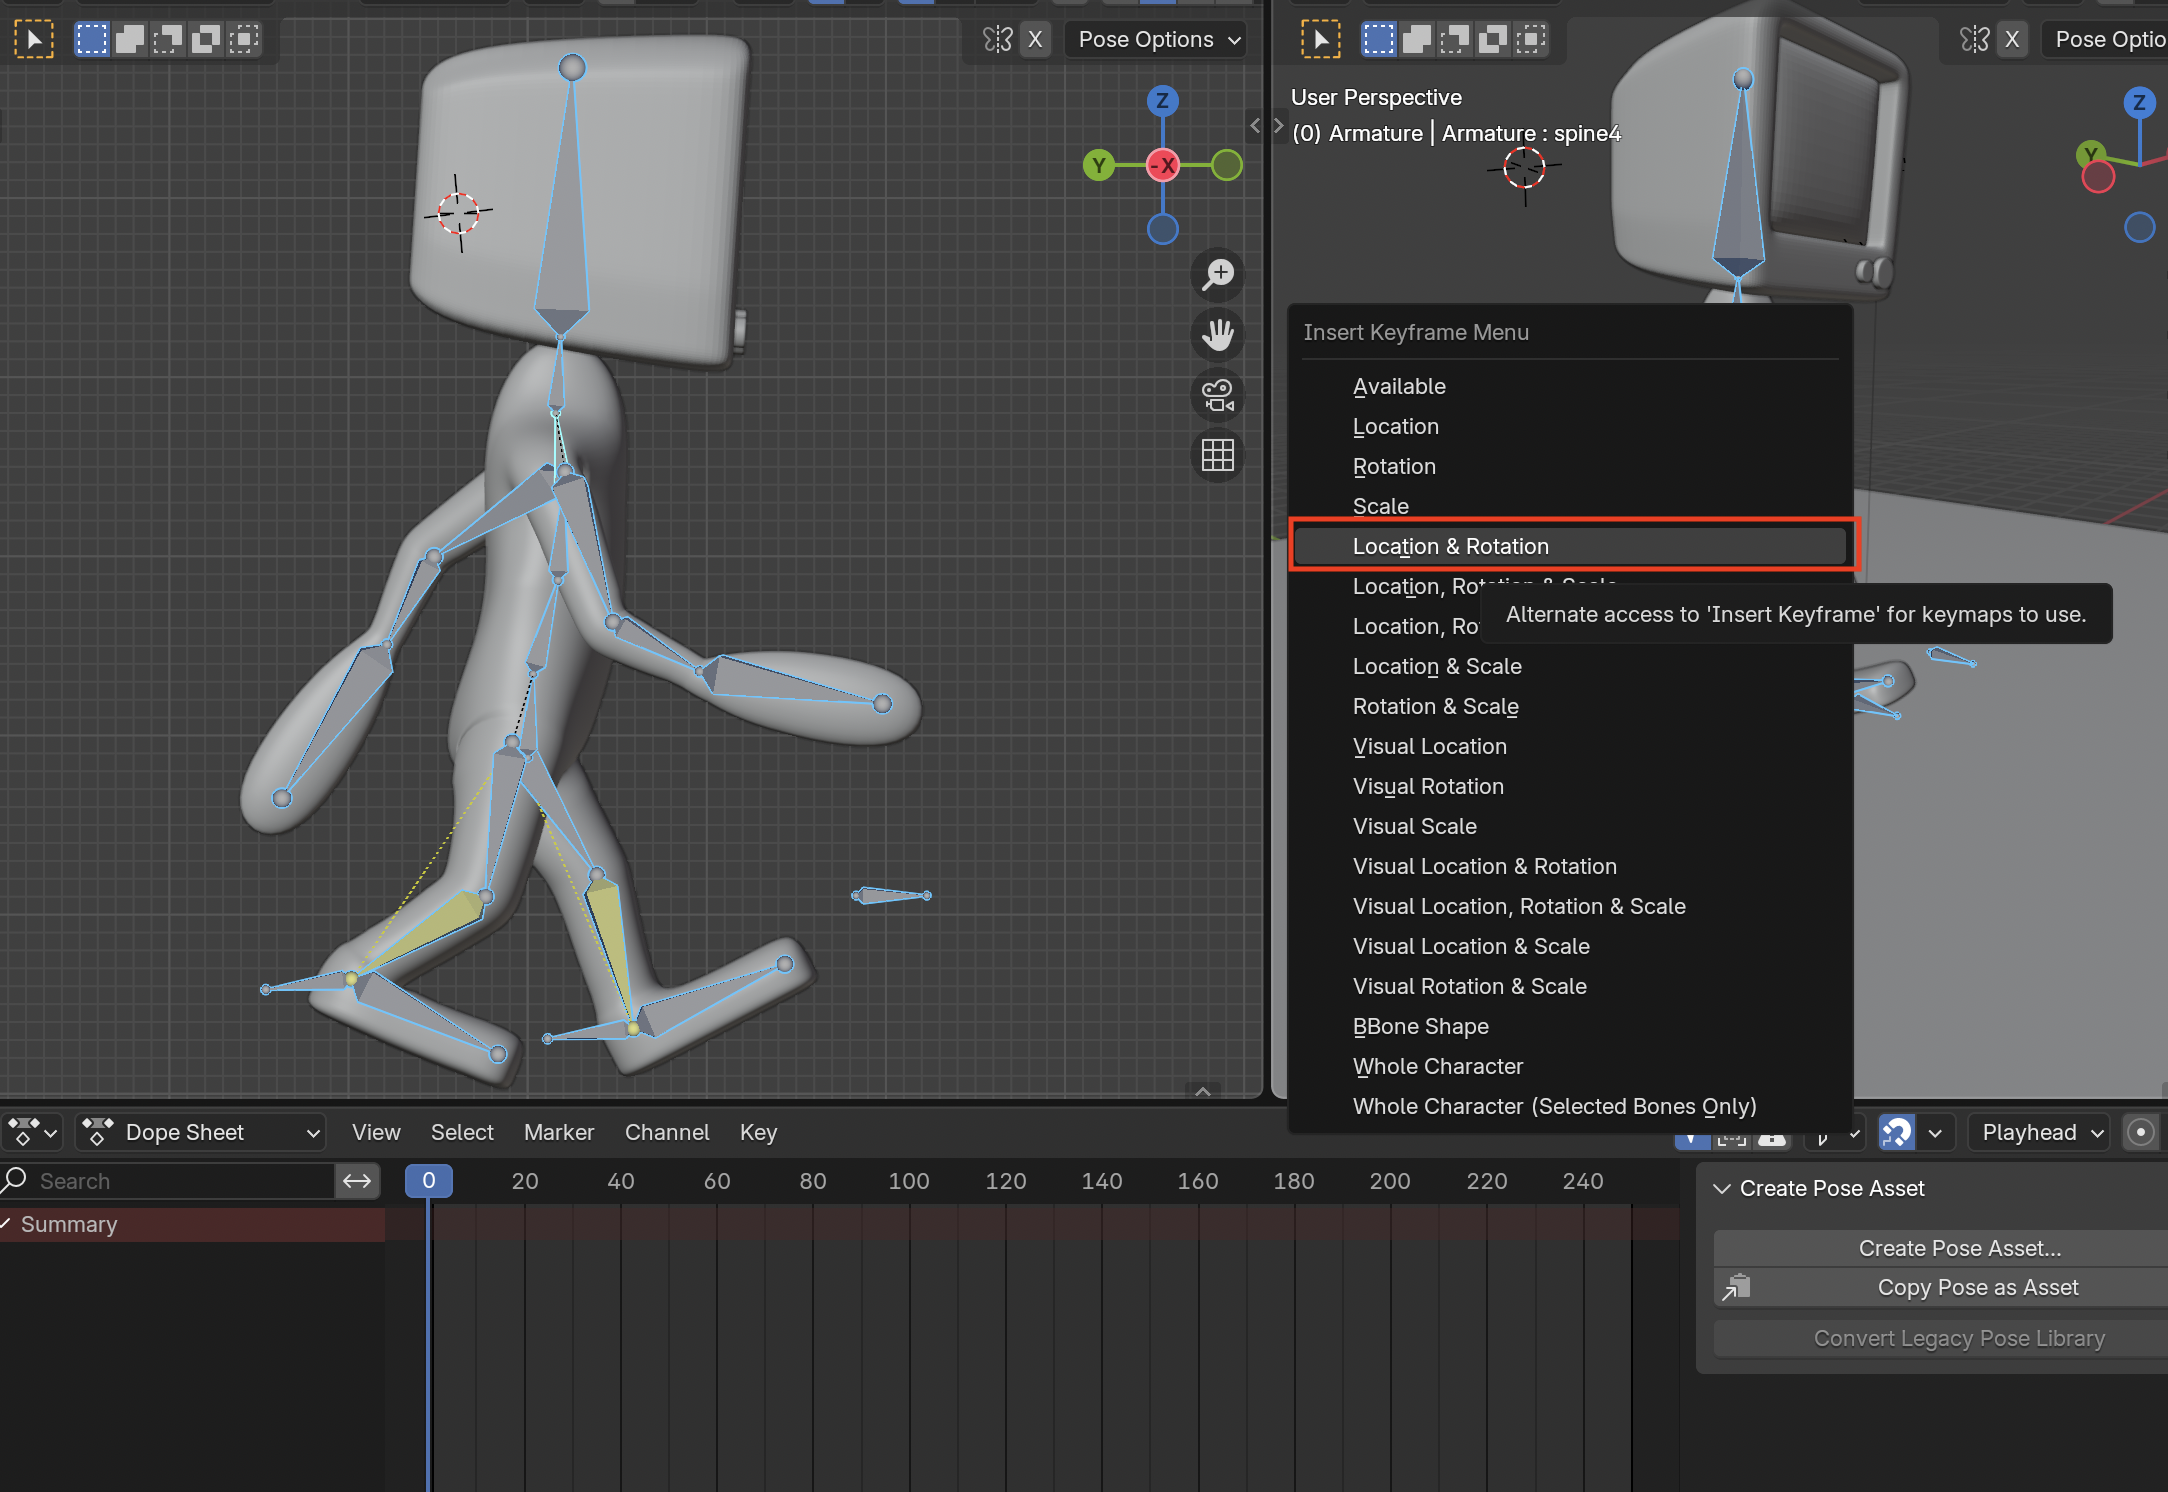 X
Pose Options
Z
Y
-X
X
Pose Optio
User Perspective
(0) Armature | Armature : spine4
Z
Y
Insert Keyframe Menu
Available
Location
Rotation
Scale
Location & Rotation
Location, Rotation & Scale
Location, Ro
Alternate access to 'Insert Keyframe' for keymaps to use.
Location & Scale
Rotation & Scale
Visual Location
Visual Rotation
Visual Scale
Visual Location & Rotation
Visual Location, Rotation & Scale
Visual Location & Scale
Visual Rotation & Scale
BBone Shape
Whole Character
Whole Character (Selected Bones Only)
Dope Sheet
View Select Marker Channel Key
Playhead
Search
0 20 40 60 80 100 120 140 160 180 200 220 240
Summary
Create Pose Asset
Create Pose Asset...
Copy Pose as Asset
Convert Legacy Pose Library